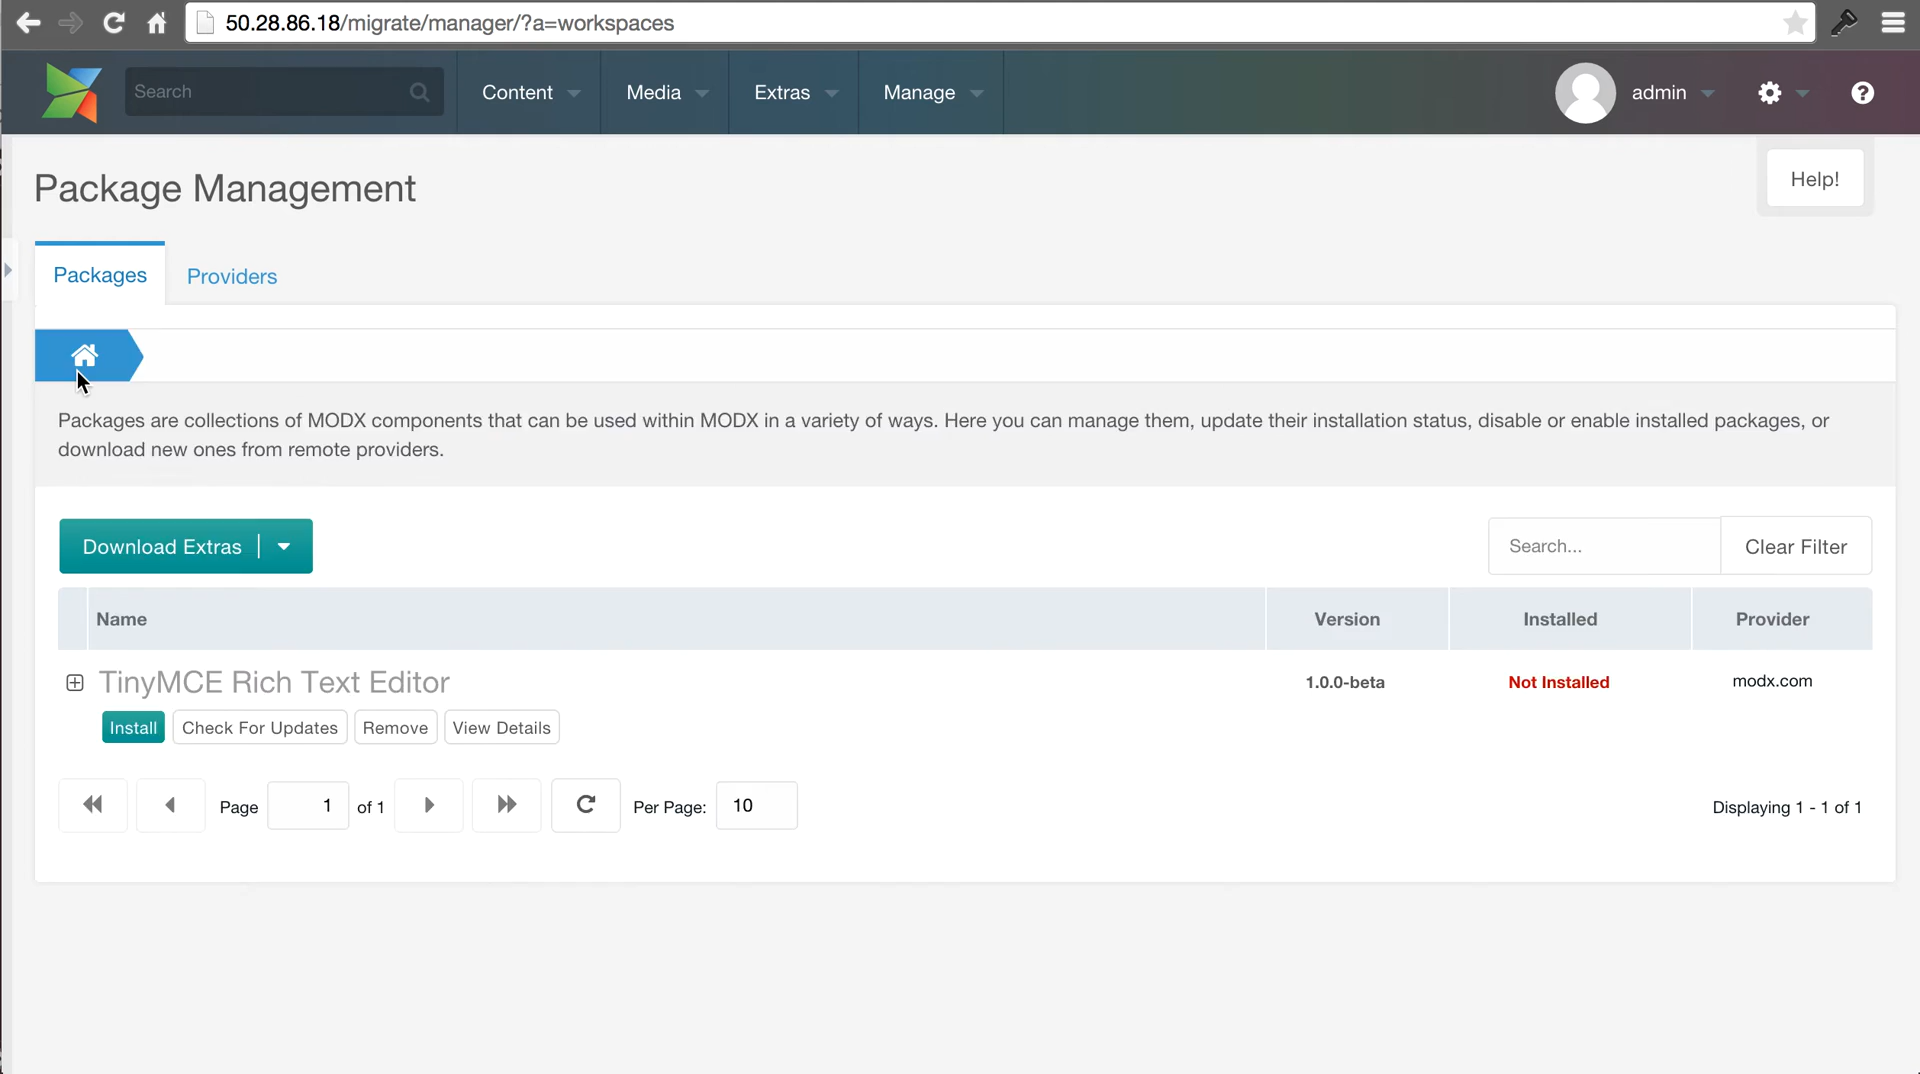 50.28.86.18/migrate/manager/?a=workspaces
Search
Content
Media
Extras
Manage
admin
Package Management
Help!
Packages
Providers
Packages are collections of MODX components that can be used within MODX in a variety of ways. Here you can manage them, update their installation status, disable or enable installed packages, or
download new ones from remote providers.
Download Extras
Search...
Clear Filter
Name
Version
Installed
Provider
TinyMCE Rich Text Editor
1.0.0-beta
Not Installed
modx.com
Install
Check For Updates
Remove
View Details
Page 1 of 1
Per Page: 10
Displaying 1 - 1 of 1